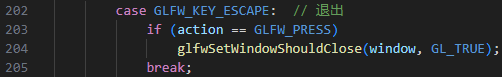 202 case GLFW_KEY_ESCAPE: // 退出
203 if (action == GLFW_PRESS)
204 glfwSetWindowShouldClose(window, GL_TRUE);
205 break;